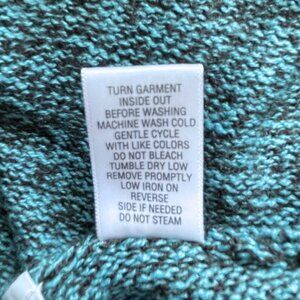 TURN GARMENT
INSIDE OUT
BEFORE WASHING
MACHINE WASH COLD
GENTLE CYCLE
WITH LIKE COLORS
DO NOT BLEACH
TUMBLE DRY LOW
REMOVE PROMPTLY
LOW IRON ON
REVERSE
SIDE IF NEEDED
DO NOT STEAM